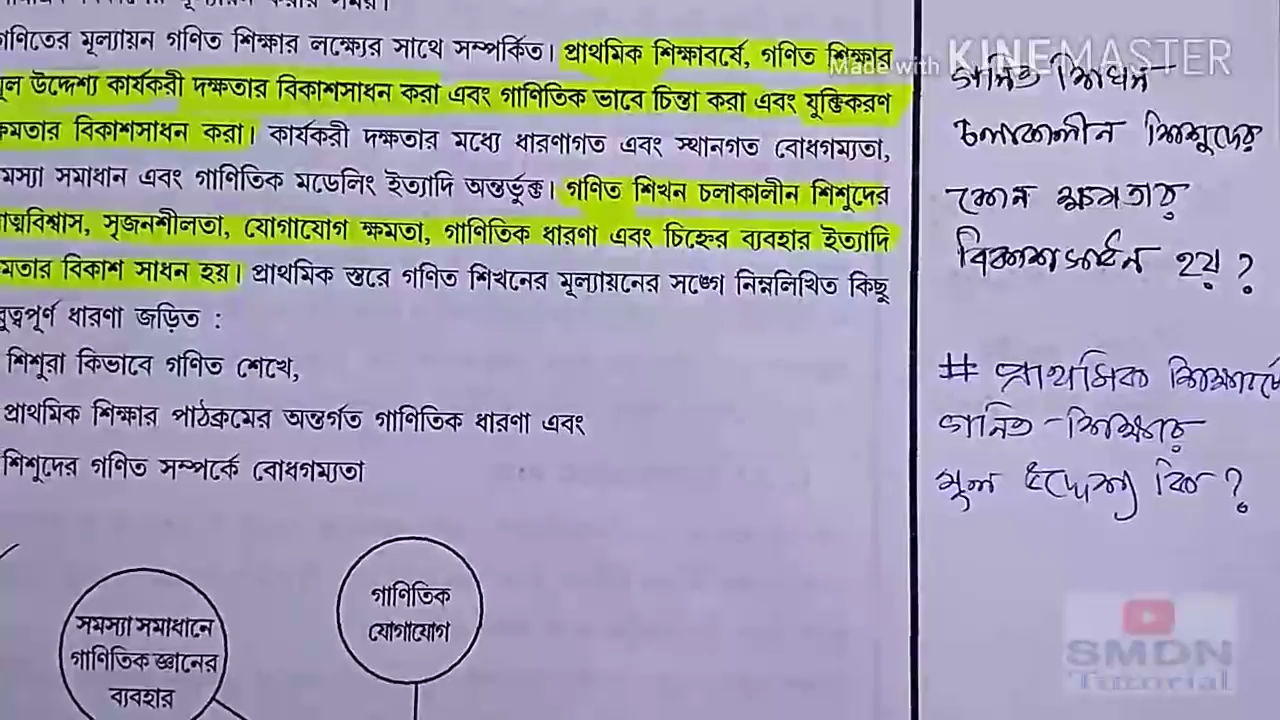 গণিতের মূল্যায়ন গণিত শিক্ষার লক্ষ্যের সাথে সম্পর্কিত। প্রাথমিক শিক্ষাবর্ষে, গণিত শিক্ষার
মূল উদ্দেশ্য কার্যকরী দক্ষতার বিকাশসাধন করা এবং গাণিতিক ভাবে চিন্তা করা এবং যুক্তিকরণ
ক্ষমতার বিকাশসাধন করা। কার্যকরী দক্ষতার মধ্যে ধারণাগত এবং স্থানগত বোধগম্যতা,
সমস্যা সমাধান এবং গাণিতিক মডেলিং ইত্যাদি অন্তর্ভুক্ত। গণিত শিখন চলাকালীন শিশুদের
আত্মবিশ্বাস, সৃজনশীলতা, যোগাযোগ ক্ষমতা, গাণিতিক ধারণা এবং চিহ্নের ব্যবহার ইত্যাদি
ক্ষমতার বিকাশ সাধন হয়। প্রাথমিক স্তরে গণিত শিখনের মূল্যায়নের সঙ্গে নিম্নলিখিত কিছু
গুরুত্বপূর্ণ ধারণা জড়িত :
শিশুরা কিভাবে গণিত শেখে,
প্রাথমিক শিক্ষার পাঠক্রমের অন্তর্গত গাণিতিক ধারণা এবং
শিশুদের গণিত সম্পর্কে বোধগম্যতা
গাণিতিক
যোগাযোগ
সমস্যা সমাধানে
গাণিতিক জ্ঞানের
ব্যবহার
Made with KINEMASTER
গনিত শিখন
চলাকালীন শিশুদের
কোন ক্ষমতার
বিকাশসাধন হয়?
# প্রাথমিক
গনিত শিক্ষার
মূল উদ্দেশ্য কি?
SMDN
Tutorial